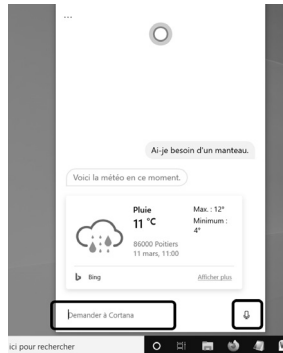 ...
Ai-je besoin d'un manteau.
Voici la météo en ce moment.
Pluie
11 °C
86000 Poitiers
11 mars, 11:00
Max. : 12°
Minimum :
4°
Bing
Afficher plus
Demander à Cortana
ici pour rechercher